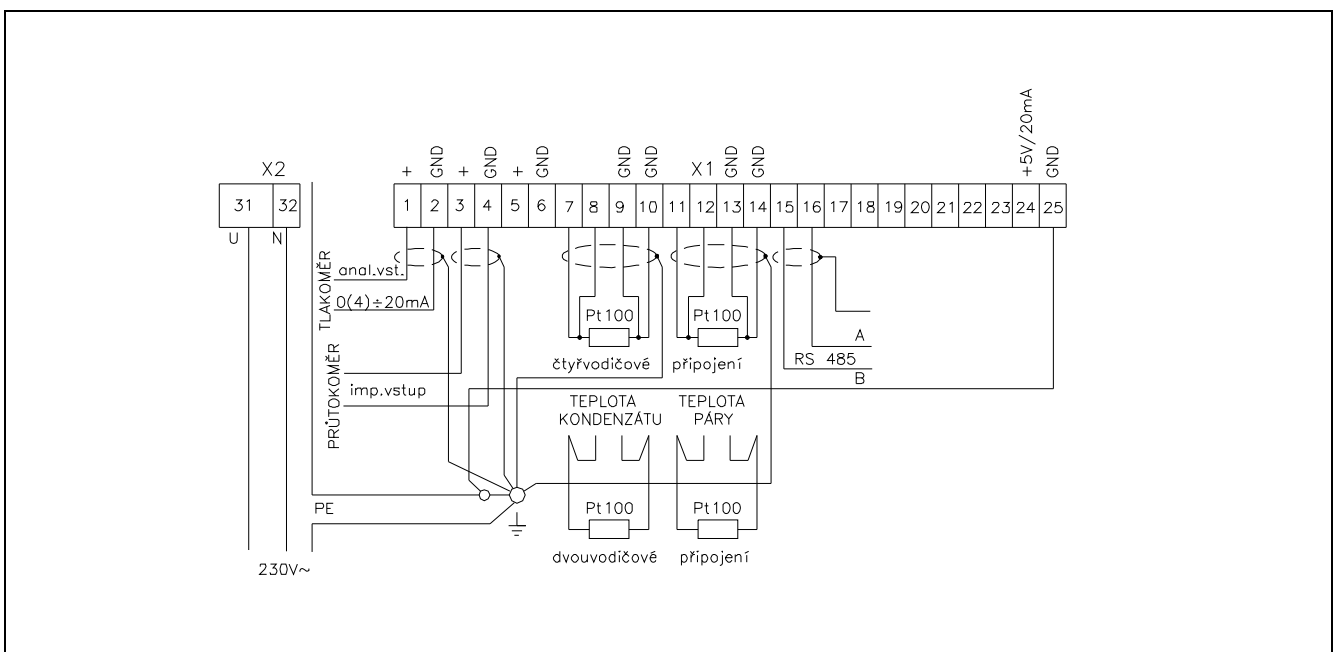 +5V/20mA
GND
X2
+
GND
+
GND
+
GND
GND
GND
X1
GND
GND
31 32
1 2 3 4 5 6 7 8 9 10 11 12 13 14 15 16 17 18 19 20 21 22 23 24 25
U N
TLAKOMĚR
anal.vst.
0(4)÷20mA
Pt100
Pt100
A
čtyřvodičové připojení
RS 485
B
PRŮTOKOMĚR
imp.vstup
TEPLOTA
KONDENZÁTU
TEPLOTA
PÁRY
PE
Pt100
Pt100
dvouvodičové připojení
230V~